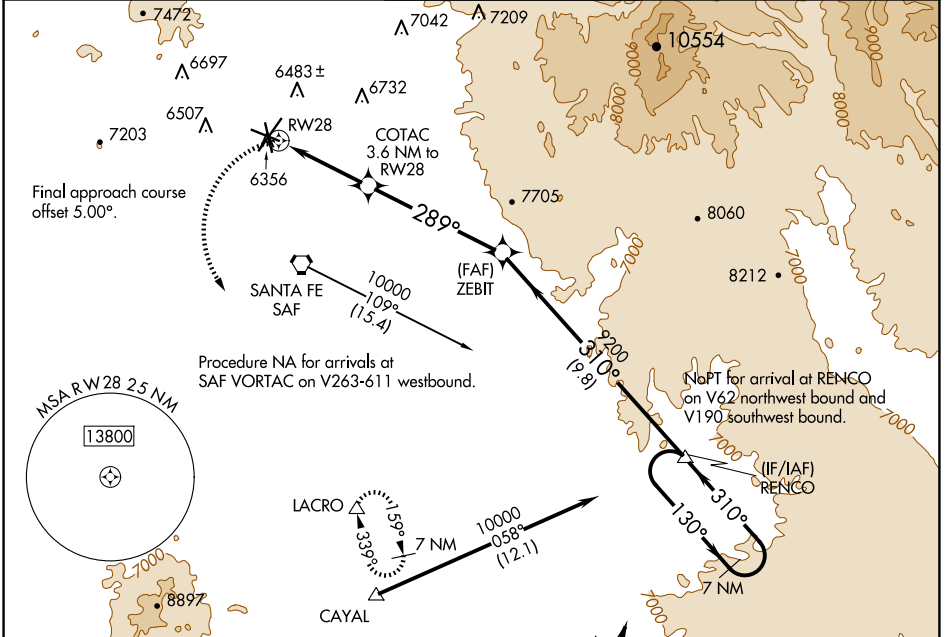 7472
7042
7209
10554
9000
9000
8000
8000
6697
6483 ±
6732
6507
RW28
7203
COTAC
3.6 NM to
RW28
6356
Final approach course
offset 5.00°.
7705
8060
289°
(FAF)
ZEBIT
7000
8212
7000
SANTA FE
SAF
10000
109°
(15.4)
9200
310°
(9.8)
Procedure NA for arrivals at
SAF VORTAC on V263-611 westbound.
NoPT for arrival at RENCO
on V62 northwest bound and
V190 southwest bound.
7000
7000
MSA RW28 25 NM
13800
(IF/IAF)
RENCO
310°
130°
7 NM
LACRO
159°
339°
7 NM
10000
058°
(12.1)
CAYAL
7000
8897
7000